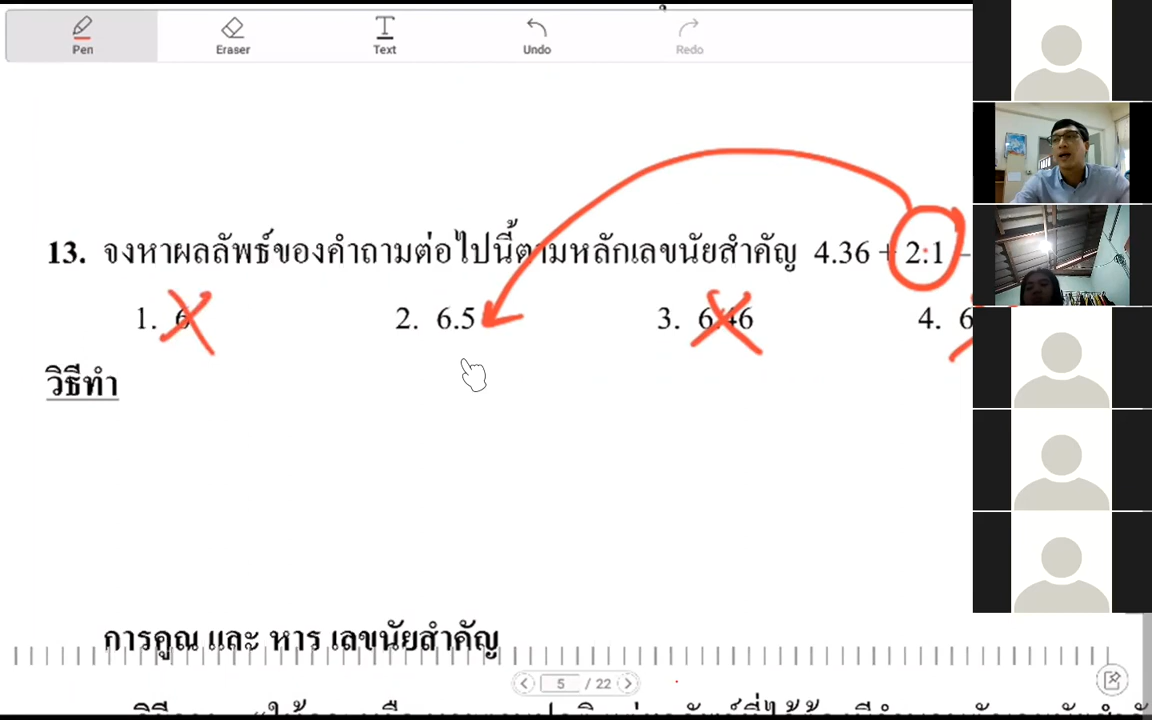 Pen
Eraser
Text
Undo
Redo
13. จงหาผลลัพธ์ของคำถามต่อไปนี้ตามหลักเลขนัยสำคัญ 4.36 + 2.1 –
1. 6
2. 6.5
3. 6.46
4. 6
วิธีทำ
การคูณ และ หาร เลขนัยสำคัญ
5 / 22